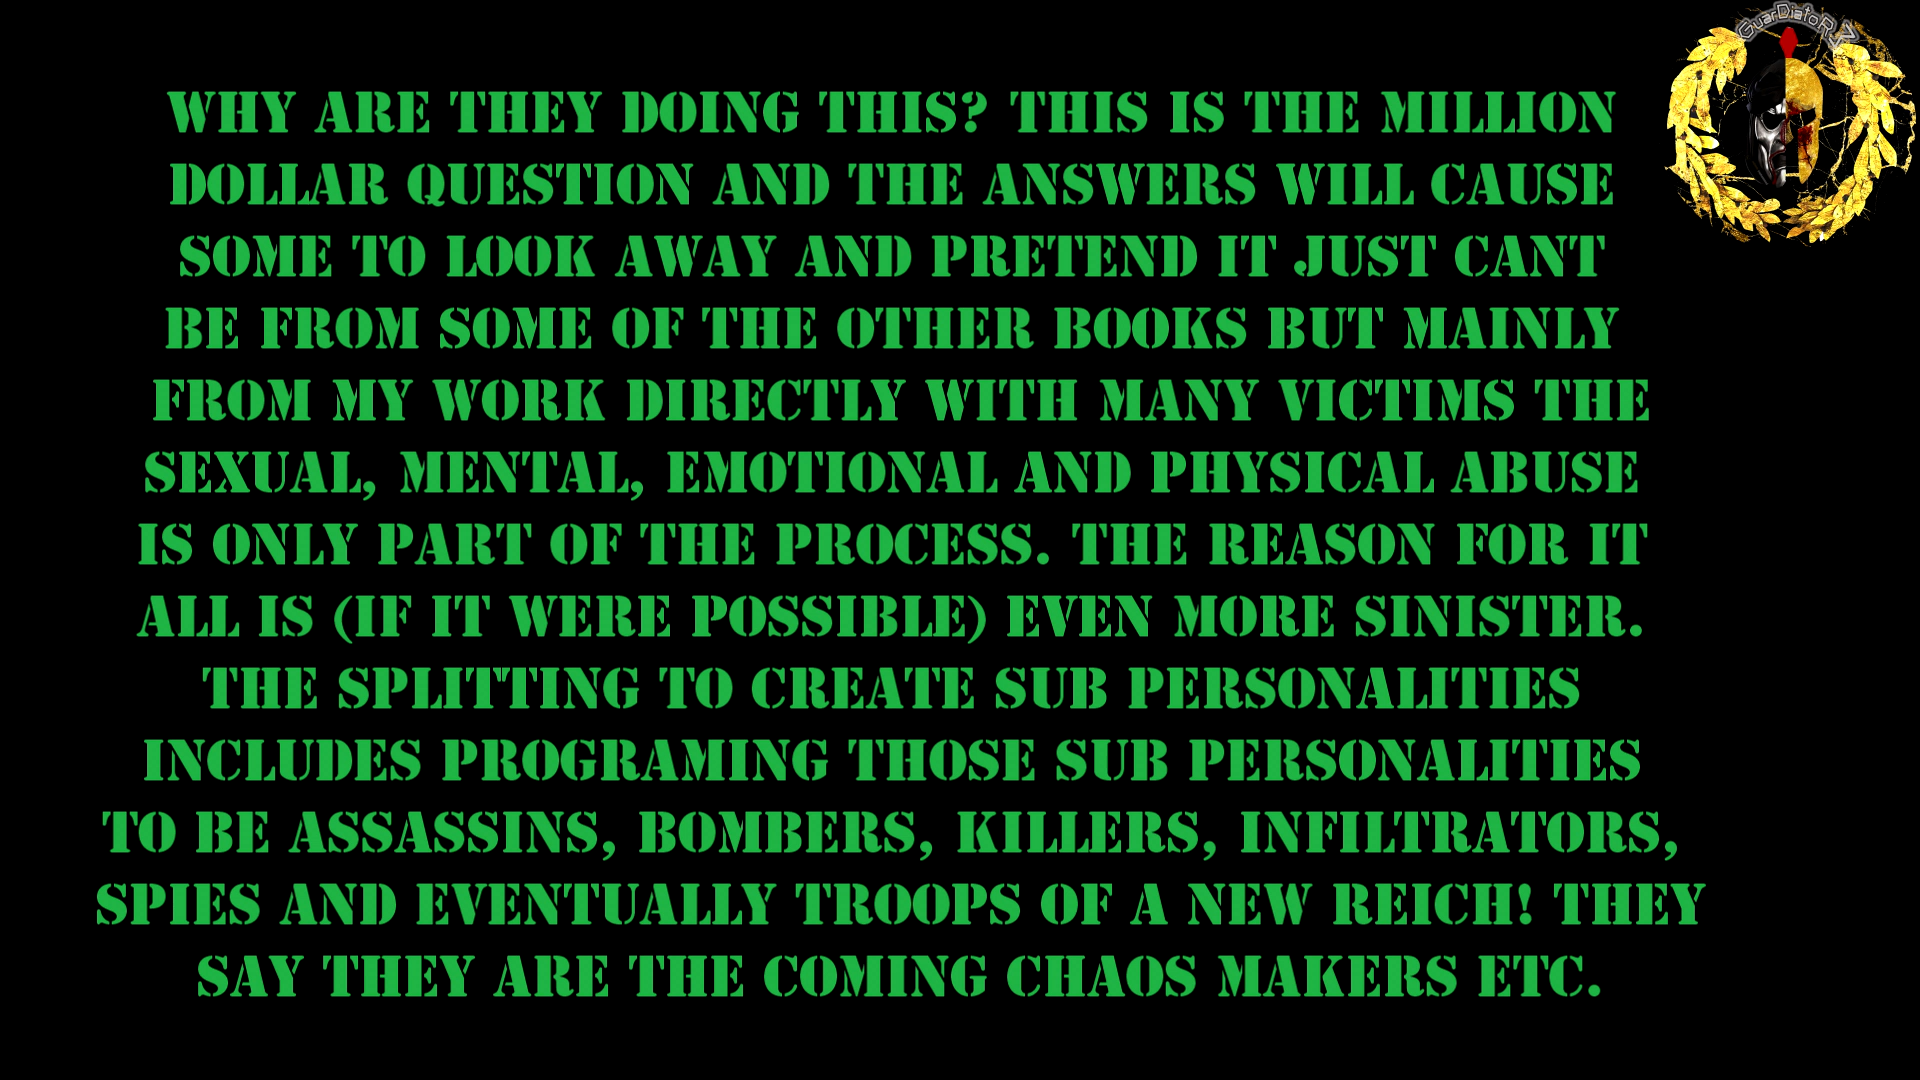 GuarDiatoRZ
WHY ARE THEY DOING THIS? THIS IS THE MILLION
DOLLAR QUESTION AND THE ANSWERS WILL CAUSE
SOME TO LOOK AWAY AND PRETEND IT JUST CANT
BE FROM SOME OF THE OTHER BOOKS BUT MAINLY
FROM MY WORK DIRECTLY WITH MANY VICTIMS THE
SEXUAL, MENTAL, EMOTIONAL AND PHYSICAL ABUSE
IS ONLY PART OF THE PROCESS. THE REASON FOR IT
ALL IS (IF IT WERE POSSIBLE) EVEN MORE SINISTER.
THE SPLITTING TO CREATE SUB PERSONALITIES
INCLUDES PROGRAMING THOSE SUB PERSONALITIES
TO BE ASSASSINS, BOMBERS, KILLERS, INFILTRATORS,
SPIES AND EVENTUALLY TROOPS OF A NEW REICH! THEY
SAY THEY ARE THE COMING CHAOS MAKERS ETC.